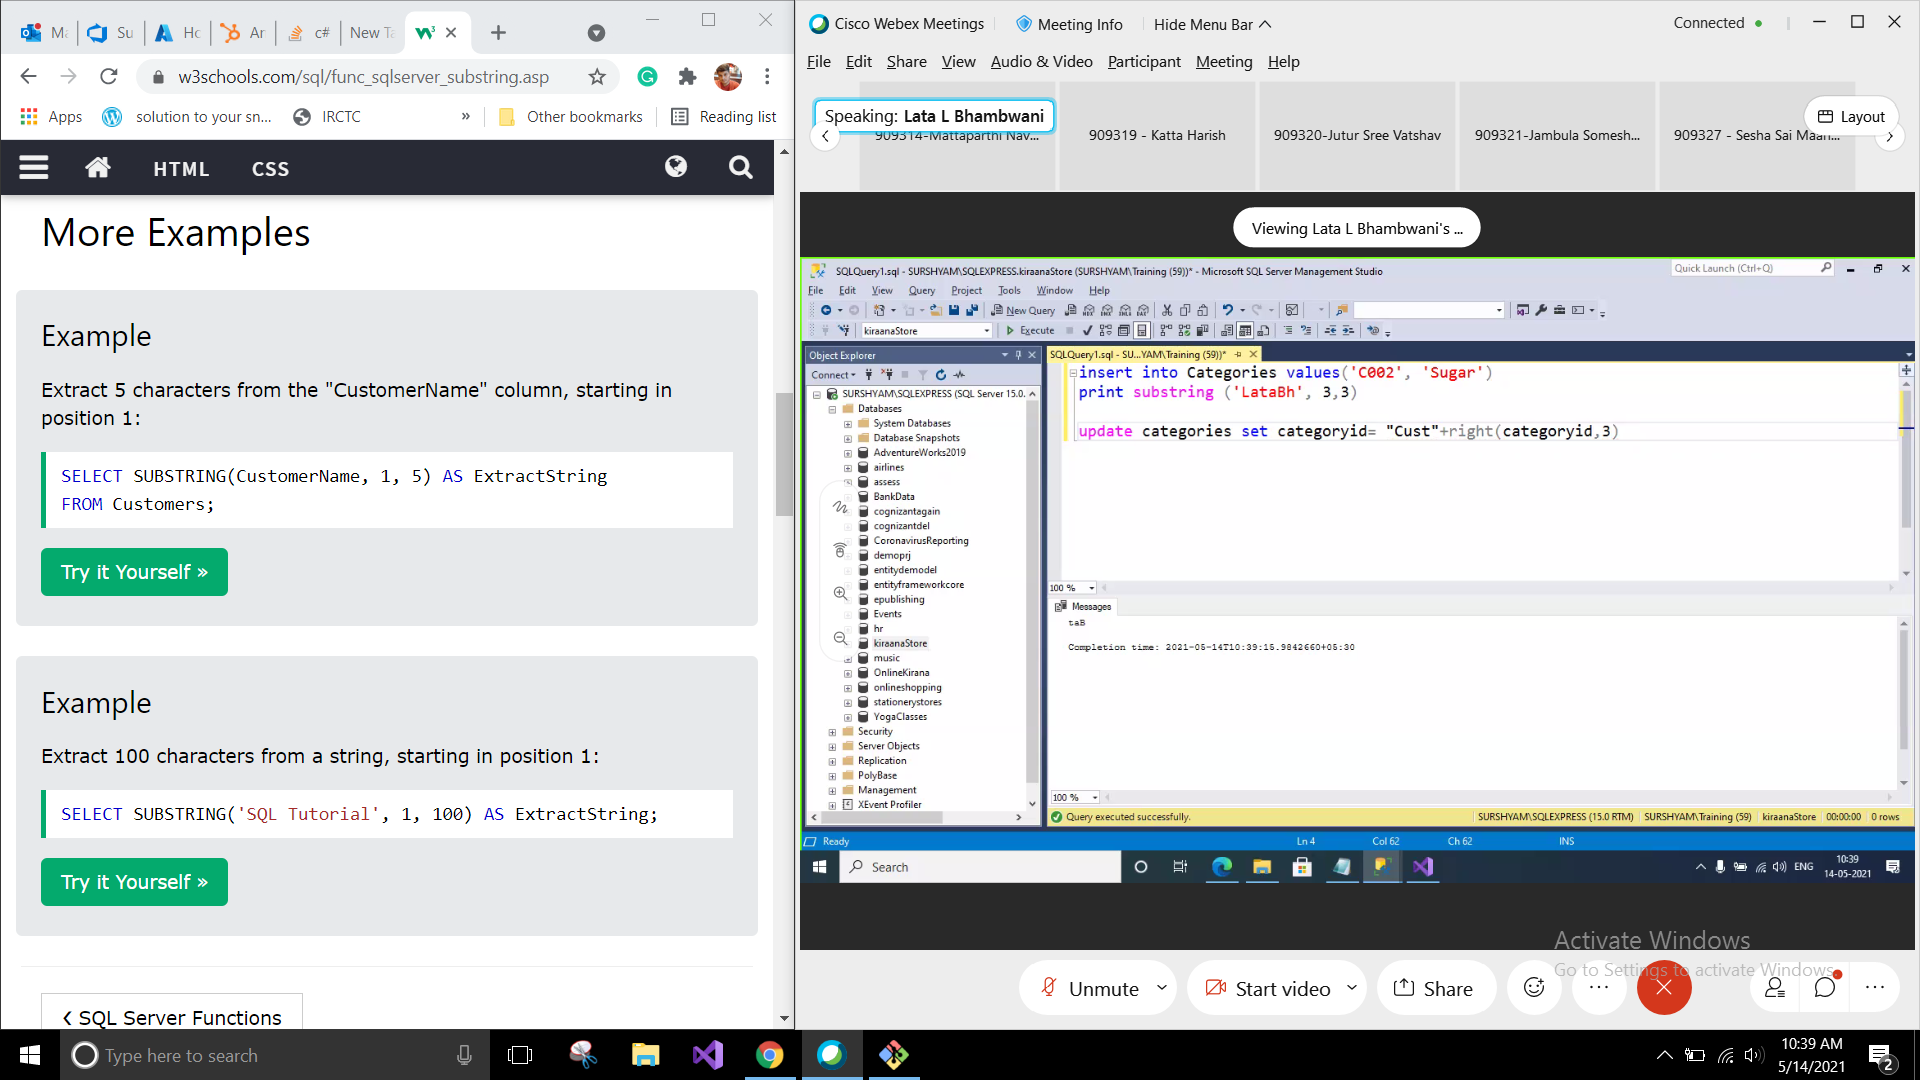 Su
Ho
Ar
c#
New Ta
w3schools.com/sql/func_sqlserver_substring.asp
Apps
solution to your sn...
IRCTC
»
Other bookmarks
Reading list
HTML
CSS
More Examples
Example
Extract 5 characters from the "CustomerName" column, starting in
position 1:
SELECT SUBSTRING(CustomerName, 1, 5) AS ExtractString
FROM Customers;
Try it Yourself »
Example
Extract 100 characters from a string, starting in position 1:
SELECT SUBSTRING('SQL Tutorial', 1, 100) AS ExtractString;
Try it Yourself »
❮ SQL Server Functions
Cisco Webex Meetings
Meeting Info
Hide Menu Bar
Connected
File Edit Share View Audio & Video Participant Meeting Help
Speaking: Lata L Bhambwani
909314-Mattaparthi Nav...
909319 - Katta Harish
909320-Jutur Sree Vatshav
909321-Jambula Somesh...
909327 - Sesha Sai
Layout
Viewing Lata L Bhambwani's ...
SQLQuery1.sql - SURSHYAM\SQLEXPRESS.kiraanaStore (SURSHYAM\Training (59))* - Microsoft SQL Server Management Studio
Quick Launch (Ctrl+Q)
File Edit View Query Project Tools Window Help
New Query
kiraanaStore
Execute
Object Explorer
SQLQuery1.sql - SU...YAM\Training (59))*
Connect
SURSHYAM\SQLEXPRESS (SQL Server 15.0.
Databases
System Databases
Database Snapshots
AdventureWorks2019
airlines
assess
BankData
cognizantagain
cognizantdel
CoronavirusReporting
demoprj
entitydemodel
entityframeworkcore
epublishing
Events
hr
kiraanaStore
music
OnlineKirana
onlineshopping
stationerystores
YogaClasses
Security
Server Objects
Replication
PolyBase
Management
XEvent Profiler
insert into Categories values('C002', 'Sugar')
print substring ('LataBh', 3,3)
update categories set categoryid= "Cust"+right(categoryid,3)
100 %
Messages
taB
Completion time: 2021-05-14T10:39:15.9842660+05:30
100 %
Query executed successfully.
SURSHYAM\SQLEXPRESS (15.0 RTM)
SURSHYAM\Training (59)
kiraanaStore
00:00:00
0 rows
Ready
Ln 4
Col 62
Ch 62
INS
Search
ENG
10:39
14-05-2021
Activate Windows
Go to Settings to activate Windows.
Unmute
Start video
Share
Type here to search
10:39 AM
5/14/2021
2